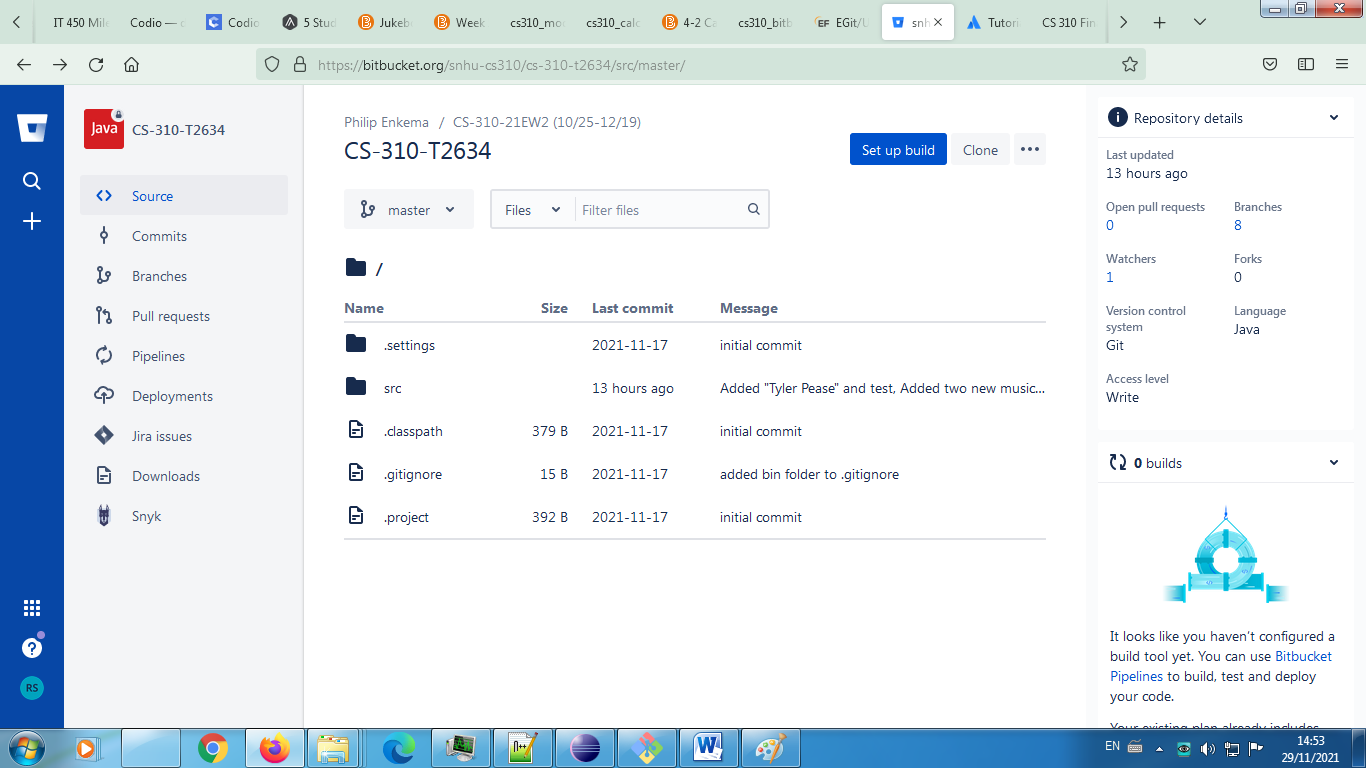 IT 450 Mile
Codio — c
Codio
5 Stud
Jukeb
Week
cs310_mod
cs310_calc
4-2 Ca
cs310_bitb
EGit/U
snh
Tutori
CS 310 Fin
https://bitbucket.org/snhu-cs310/cs-310-t2634/src/master/
Java
CS-310-T2634
Source
Commits
Branches
Pull requests
Pipelines
Deployments
Jira issues
Downloads
Snyk
RS
Philip Enkema / CS-310-21EW2 (10/25-12/19)
CS-310-T2634
Set up build
Clone
master
Files
Filter files
/
Name Size Last commit Message
.settings 2021-11-17 initial commit
src 13 hours ago Added "Tyler Pease" and test, Added two new music...
.classpath 379 B 2021-11-17 initial commit
.gitignore 15 B 2021-11-17 added bin folder to .gitignore
.project 392 B 2021-11-17 initial commit
Repository details
Last updated
13 hours ago
Open pull requests Branches
0 8
Watchers Forks
1 0
Version control Language
system Java
Git
Access level
Write
0 builds
It looks like you haven't configured a
build tool yet. You can use Bitbucket
Pipelines to build, test and deploy
your code.
Your existing plan already includes
EN
14:53
29/11/2021